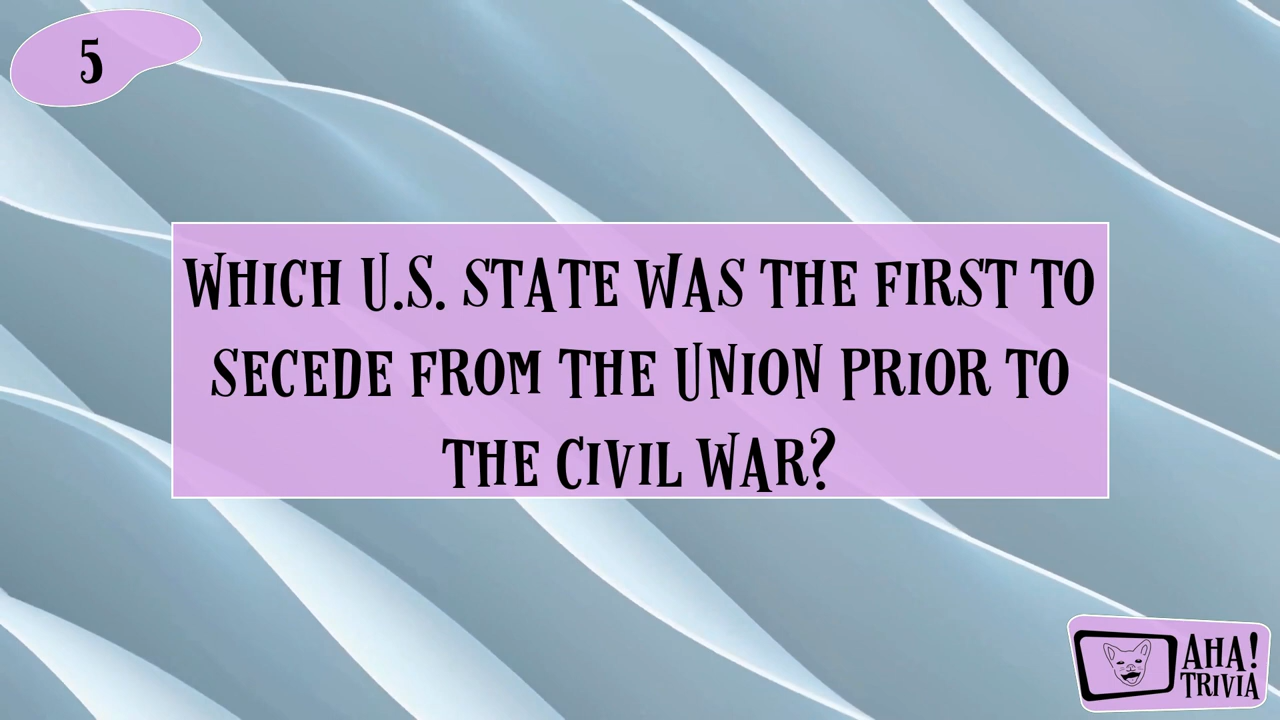 5
WHICH U.S. STATE WAS THE FIRST TO
SECEDE FROM THE UNION PRIOR TO
THE CIVIL WAR?
AHA!
TRIVIA